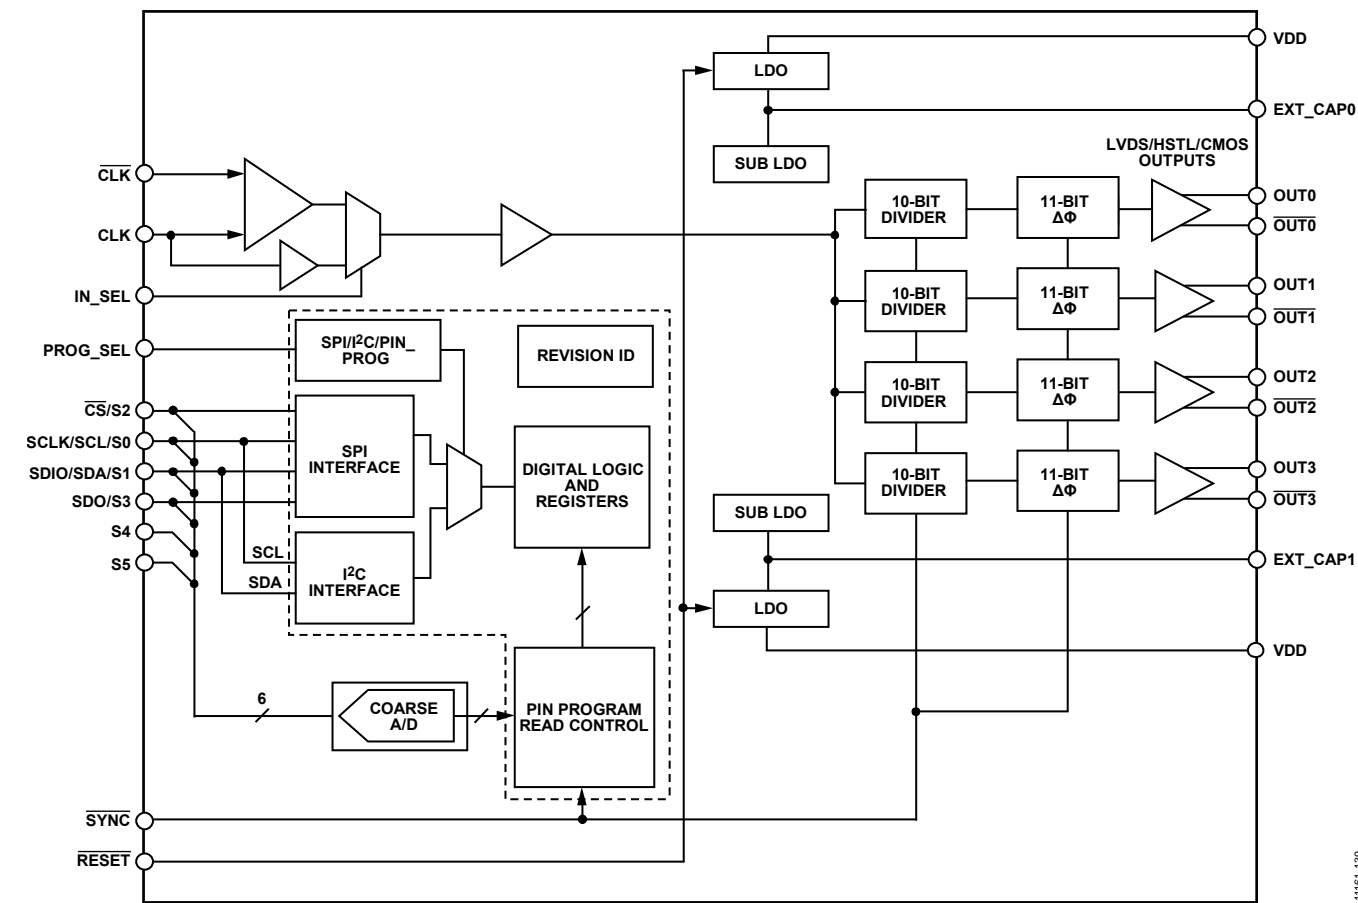 VDD
LDO
EXT_CAP0
SUB LDO
LVDS/HSTL/CMOS
OUTPUTS
CLK
CLK
IN_SEL
10-BIT
DIVIDER
11-BIT
ΔΦ
OUT0
OUT0
10-BIT
DIVIDER
11-BIT
ΔΦ
OUT1
OUT1
10-BIT
DIVIDER
11-BIT
ΔΦ
OUT2
OUT2
10-BIT
DIVIDER
11-BIT
ΔΦ
OUT3
OUT3
PROG_SEL
SPI/I2C/PIN_
PROG
REVISION ID
CS/S2
SCLK/SCL/S0
SDIO/SDA/S1
SDO/S3
S4
S5
SPI
INTERFACE
DIGITAL LOGIC
AND
REGISTERS
SCL
SDA
I2C
INTERFACE
SUB LDO
EXT_CAP1
LDO
VDD
6
COARSE
A/D
PIN PROGRAM
READ CONTROL
SYNC
RESET